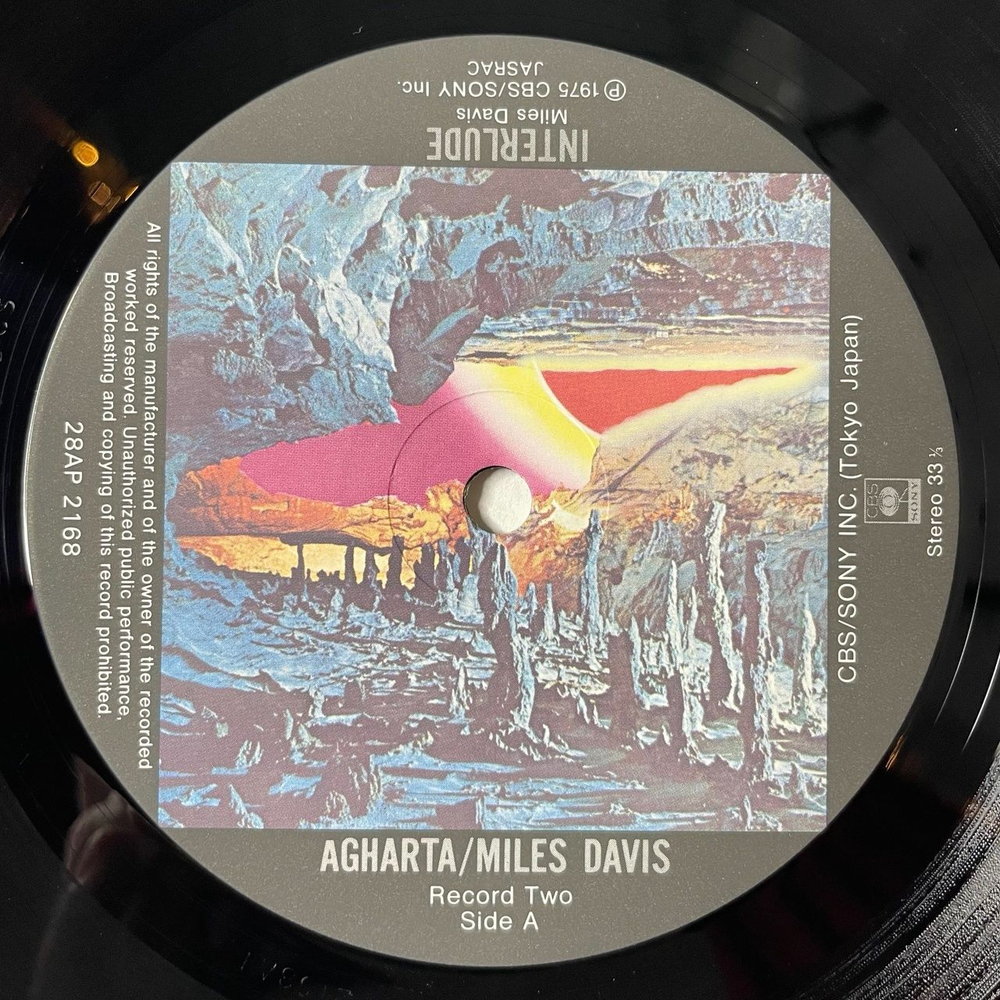 INTERLUDE
Miles Davis
℗ 1975 CBS/SONY Inc.
JASRAC
All rights of the manufacturer and of the owner of the recorded
worked reserved. Unauthorized public performance,
Broadcasting and copying of this record prohibited.
28AP 2168
CBS/SONY INC. (Tokyo Japan)
CBS
SONY
Stereo 33 ⅓
AGHARTA/MILES DAVIS
Record Two
Side A